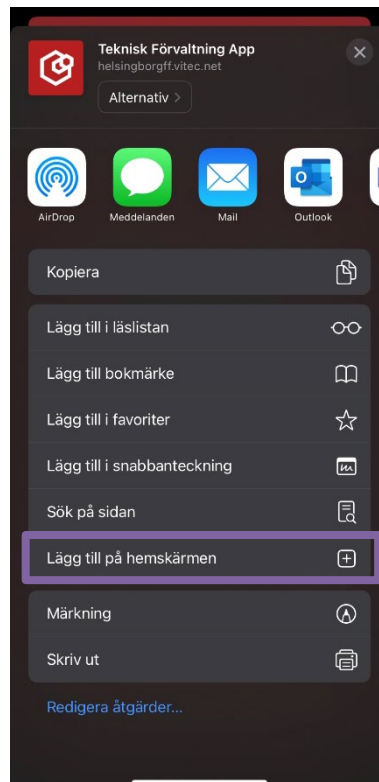 Teknisk Förvaltning App
helsingborgff.vitec.net
Alternativ
AirDrop
Meddelanden
Mail
Outlook
Kopiera
Lägg till i läslistan
Lägg till bokmärke
Lägg till i favoriter
Lägg till i snabbanteckning
Sök på sidan
Lägg till på hemskärmen
Märkning
Skriv ut
Redigera åtgärder...